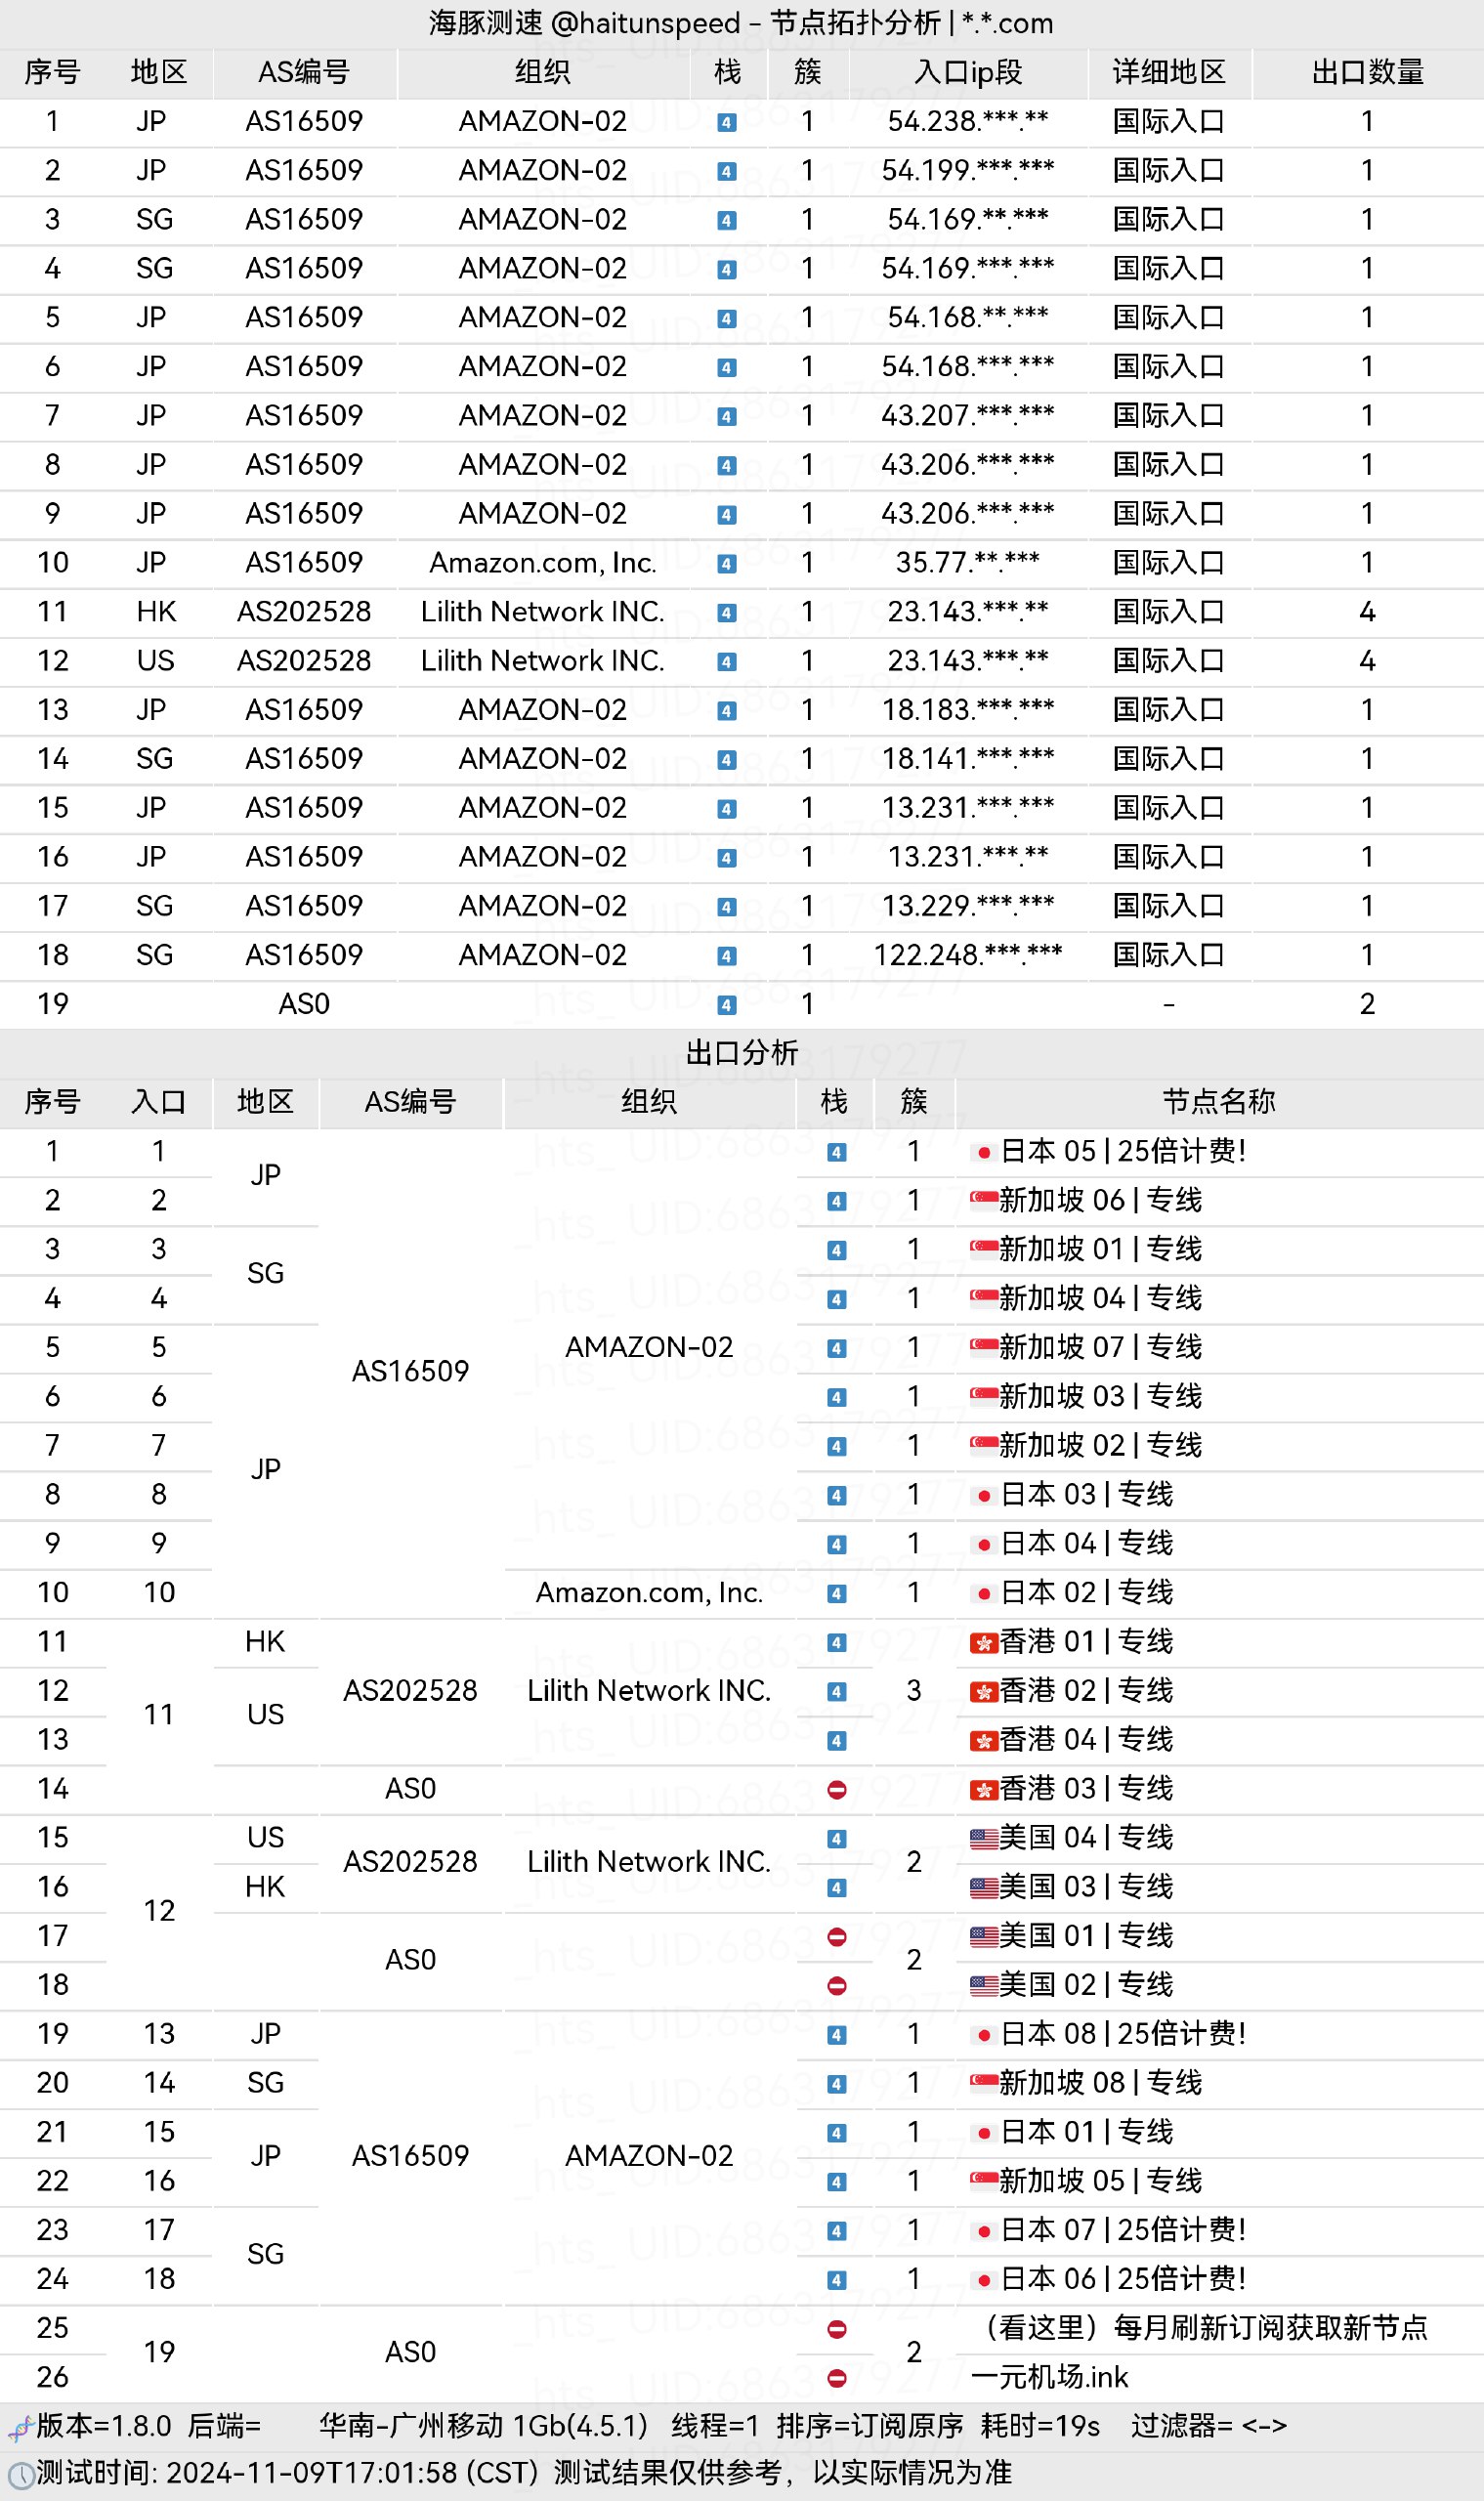 海豚测速 @haitunspeed - 节点拓扑分析 | *.*.com
序号 地区 AS编号 组织 栈 簇 入口ip段 详细地区 出口数量
1 JP AS16509 AMAZON-02 4 1 54.238.***.** 国际入口 1
2 JP AS16509 AMAZON-02 4 1 54.199.***.*** 国际入口 1
3 SG AS16509 AMAZON-02 4 1 54.169.**.*** 国际入口 1
4 SG AS16509 AMAZON-02 4 1 54.169.***.*** 国际入口 1
5 JP AS16509 AMAZON-02 4 1 54.168.**.*** 国际入口 1
6 JP AS16509 AMAZON-02 4 1 54.168.***.*** 国际入口 1
7 JP AS16509 AMAZON-02 4 1 43.207.***.*** 国际入口 1
8 JP AS16509 AMAZON-02 4 1 43.206.***.*** 国际入口 1
9 JP AS16509 AMAZON-02 4 1 43.206.***.*** 国际入口 1
10 JP AS16509 Amazon.com, Inc. 4 1 35.77.**.*** 国际入口 1
11 HK AS202528 Lilith Network INC. 4 1 23.143.***.** 国际入口 4
12 US AS202528 Lilith Network INC. 4 1 23.143.***.** 国际入口 4
13 JP AS16509 AMAZON-02 4 1 18.183.***.*** 国际入口 1
14 SG AS16509 AMAZON-02 4 1 18.141.***.*** 国际入口 1
15 JP AS16509 AMAZON-02 4 1 13.231.***.*** 国际入口 1
16 JP AS16509 AMAZON-02 4 1 13.231.***.** 国际入口 1
17 SG AS16509 AMAZON-02 4 1 13.229.***.*** 国际入口 1
18 SG AS16509 AMAZON-02 4 1 122.248.***.*** 国际入口 1
19 AS0 4 1 - 2
出口分析
序号 入口 地区 AS编号 组织 栈 簇 节点名称
1 1 JP AS16509 AMAZON-02 4 1 日本 05 | 25倍计费!
2 2 4 1 新加坡 06 | 专线
3 3 SG 4 1 新加坡 01 | 专线
4 4 4 1 新加坡 04 | 专线
5 5 JP 4 1 新加坡 07 | 专线
6 6 4 1 新加坡 03 | 专线
7 7 4 1 新加坡 02 | 专线
8 8 4 1 日本 03 | 专线
9 9 4 1 日本 04 | 专线
10 10 Amazon.com, Inc. 4 1 日本 02 | 专线
11 11 HK AS202528 Lilith Network INC. 4 3 香港 01 | 专线
12 US 4 香港 02 | 专线
13 4 香港 04 | 专线
14 AS0 香港 03 | 专线
15 12 US AS202528 Lilith Network INC. 4 2 美国 04 | 专线
16 HK 4 美国 03 | 专线
17 AS0 2 美国 01 | 专线
18 美国 02 | 专线
19 13 JP AS16509 AMAZON-02 4 1 日本 08 | 25倍计费!
20 14 SG 4 1 新加坡 08 | 专线
21 15 JP 4 1 日本 01 | 专线
22 16 4 1 新加坡 05 | 专线
23 17 SG 4 1 日本 07 | 25倍计费!
24 18 4 1 日本 06 | 25倍计费!
25 19 AS0 2 （看这里）每月刷新订阅获取新节点
26 一元机场.ink
版本=1.8.0 后端= 华南-广州移动 1Gb(4.5.1) 线程=1 排序=订阅原序 耗时=19s 过滤器= <->
测试时间: 2024-11-09T17:01:58 (CST) 测试结果仅供参考，以实际情况为准